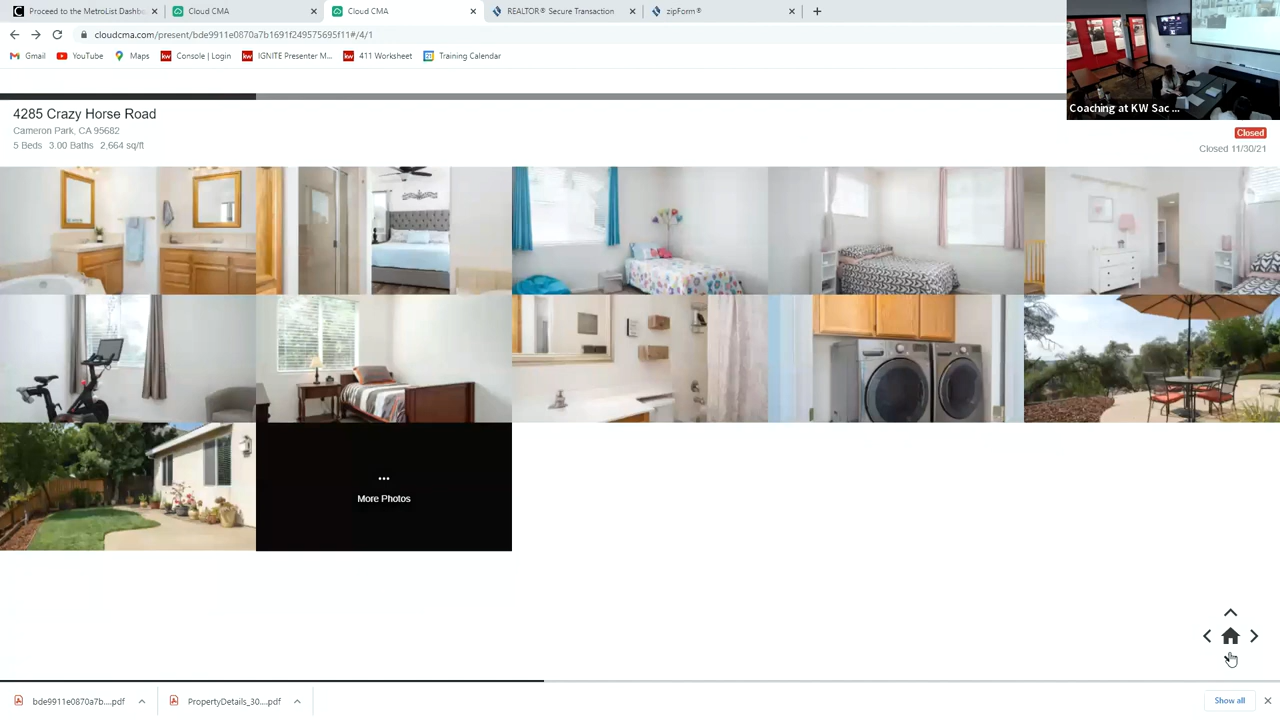 Proceed to the MetroList Dashb
Cloud CMA
Cloud CMA
REALTOR® Secure Transaction
zipForm®
cloudcma.com/present/bde9911e0870a7b1691f249575695f11#/4/1
Gmail
YouTube
Maps
Console | Login
IGNITE Presenter M...
411 Worksheet
Training Calendar
Coaching at KW Sac ...
4285 Crazy Horse Road
Cameron Park, CA 95682
5 Beds 3.00 Baths 2,664 sq/ft
Closed
Closed 11/30/21
...
More Photos
bde9911e0870a7b....pdf
PropertyDetails_30....pdf
Show all